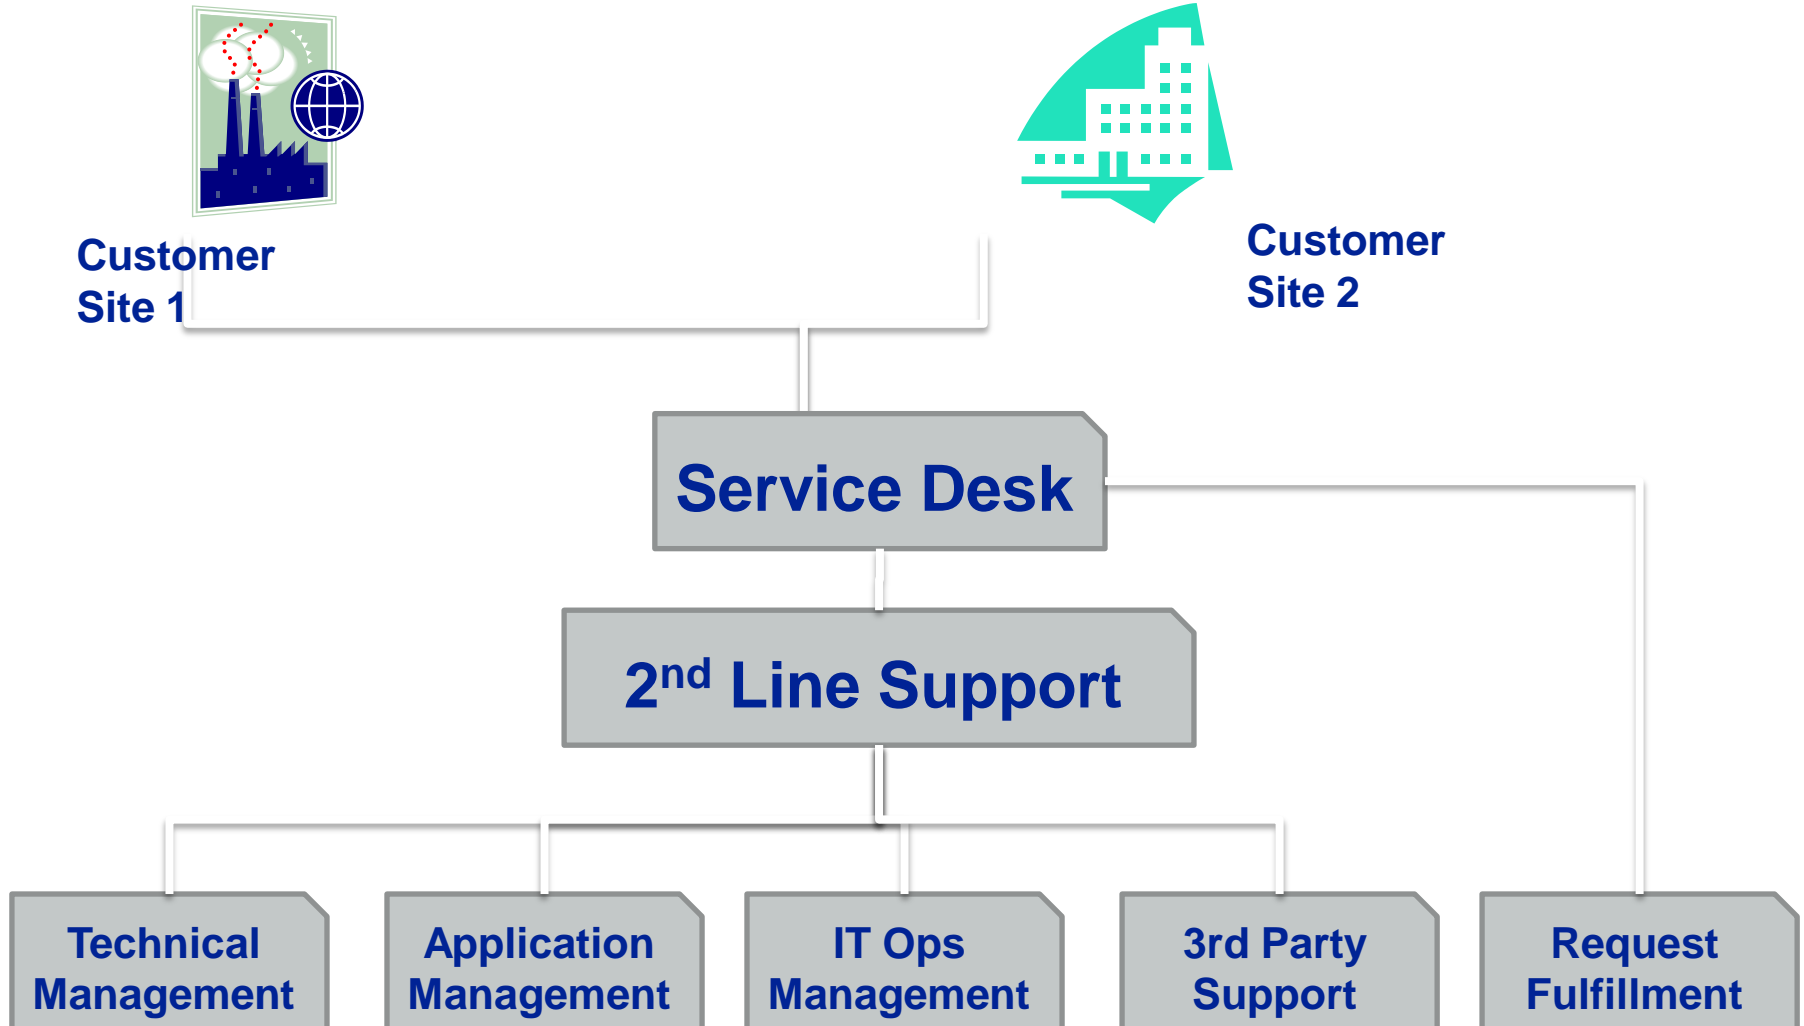 Customer
Site 1
Customer
Site 2
Service Desk
2nd Line Support
Technical
Management
Application
Management
IT Ops
Management
3rd Party
Support
Request
Fulfillment